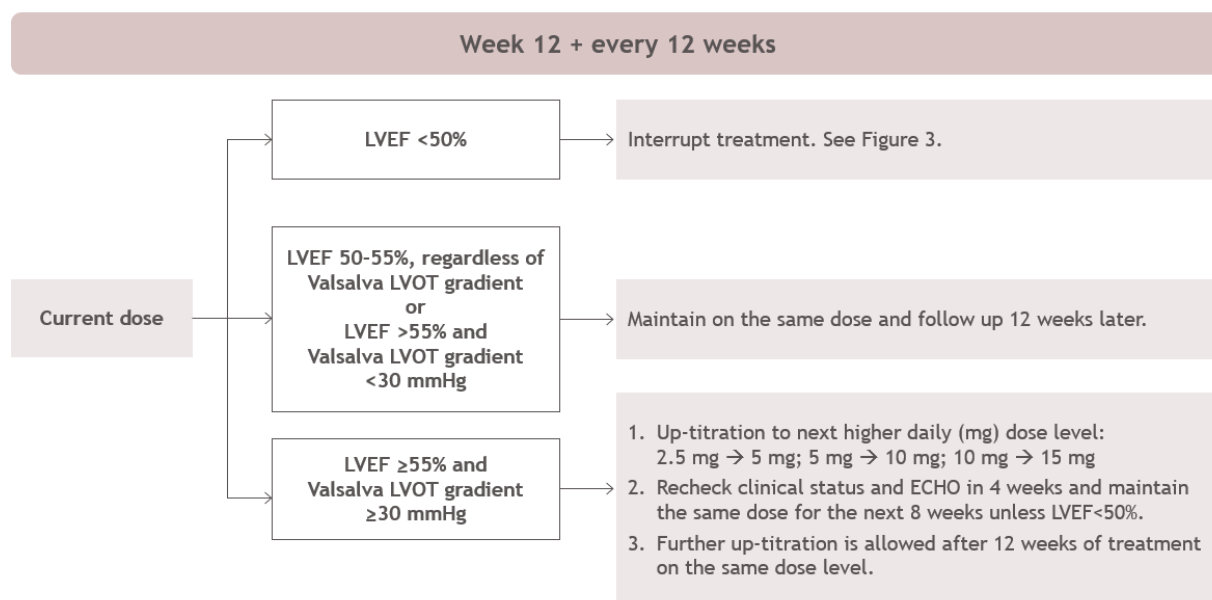 Week 12 + every 12 weeks
LVEF <50%
Interrupt treatment. See Figure 3.
Current dose
LVEF 50-55%, regardless of
Valsalva LVOT gradient
or
LVEF >55% and
Valsalva LVOT gradient
<30 mmHg
Maintain on the same dose and follow up 12 weeks later.
LVEF ≥55% and
Valsalva LVOT gradient
≥30 mmHg
1. Up-titration to next higher daily (mg) dose level:
2.5 mg → 5 mg; 5 mg → 10 mg; 10 mg → 15 mg
2. Recheck clinical status and ECHO in 4 weeks and maintain
the same dose for the next 8 weeks unless LVEF<50%.
3. Further up-titration is allowed after 12 weeks of treatment
on the same dose level.